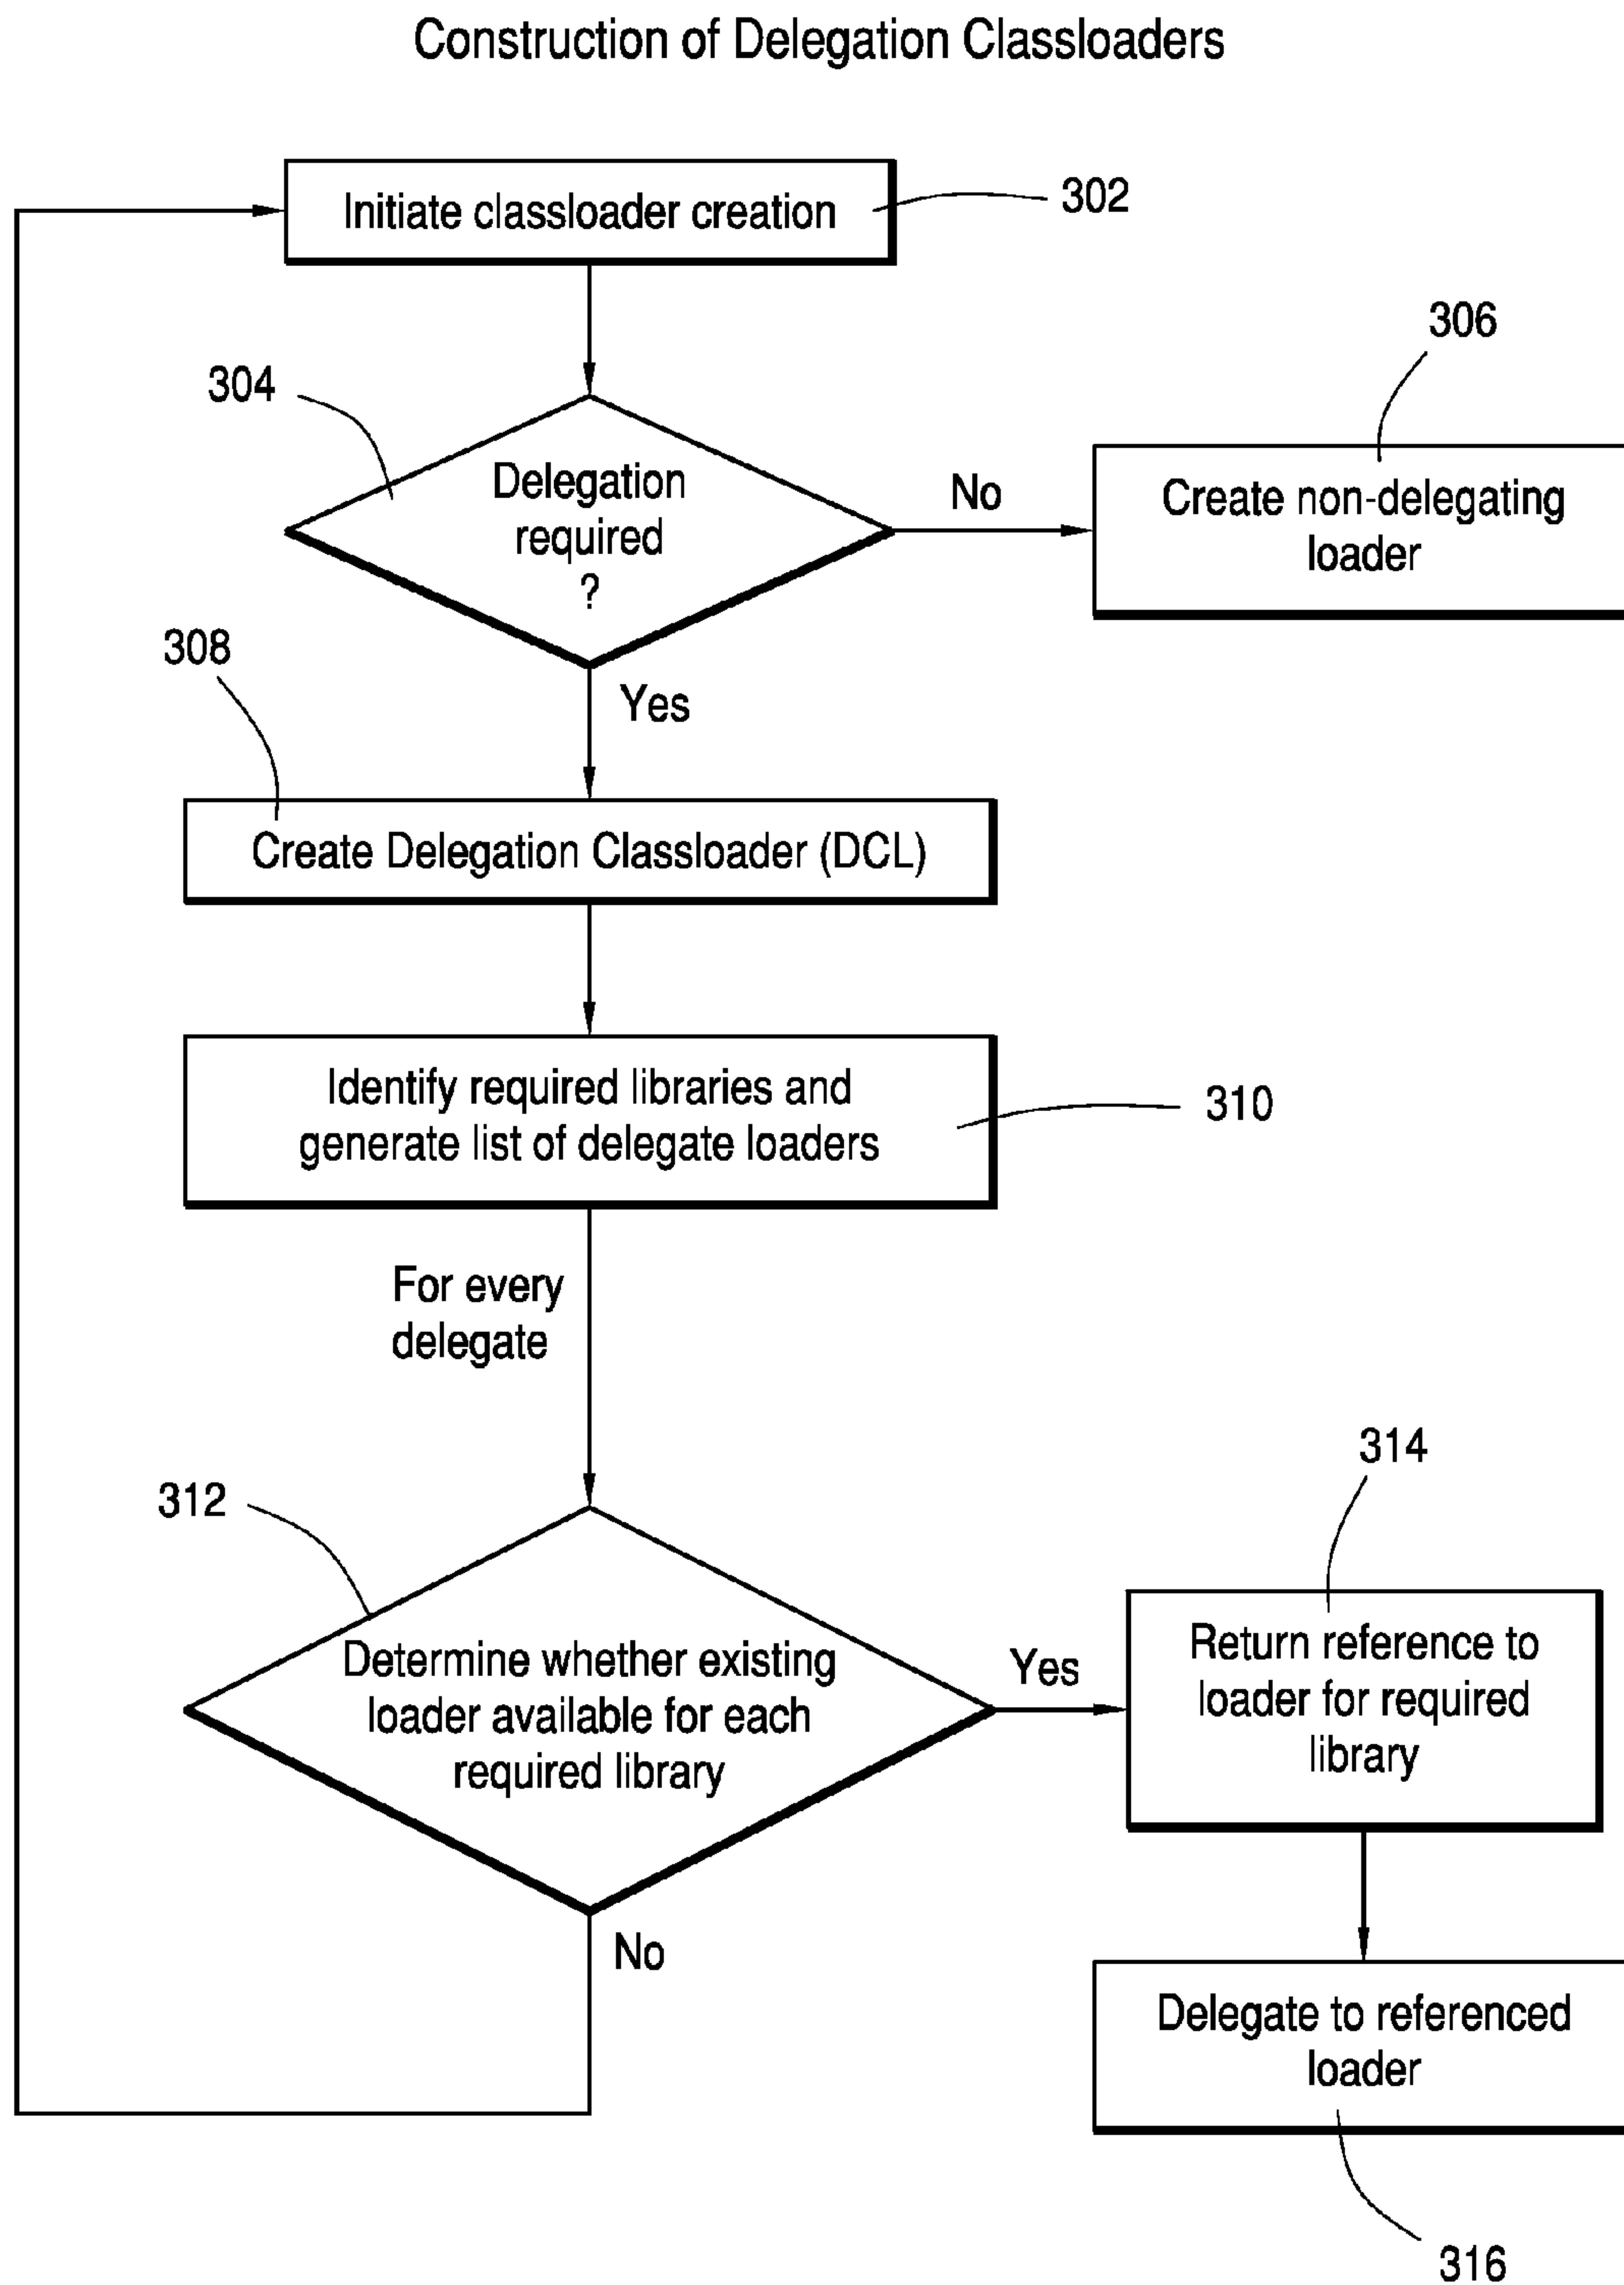 Construction of Delegation Classloaders
Initiate classloader creation
302
304
Delegation
required
?
No
306
Create non-delegating
loader
Yes
308
Create Delegation Classloader (DCL)
Identify required libraries and
generate list of delegate loaders
310
For every
delegate
312
Determine whether existing
loader available for each
required library
Yes
314
Return reference to
loader for required
library
No
Delegate to referenced
loader
316